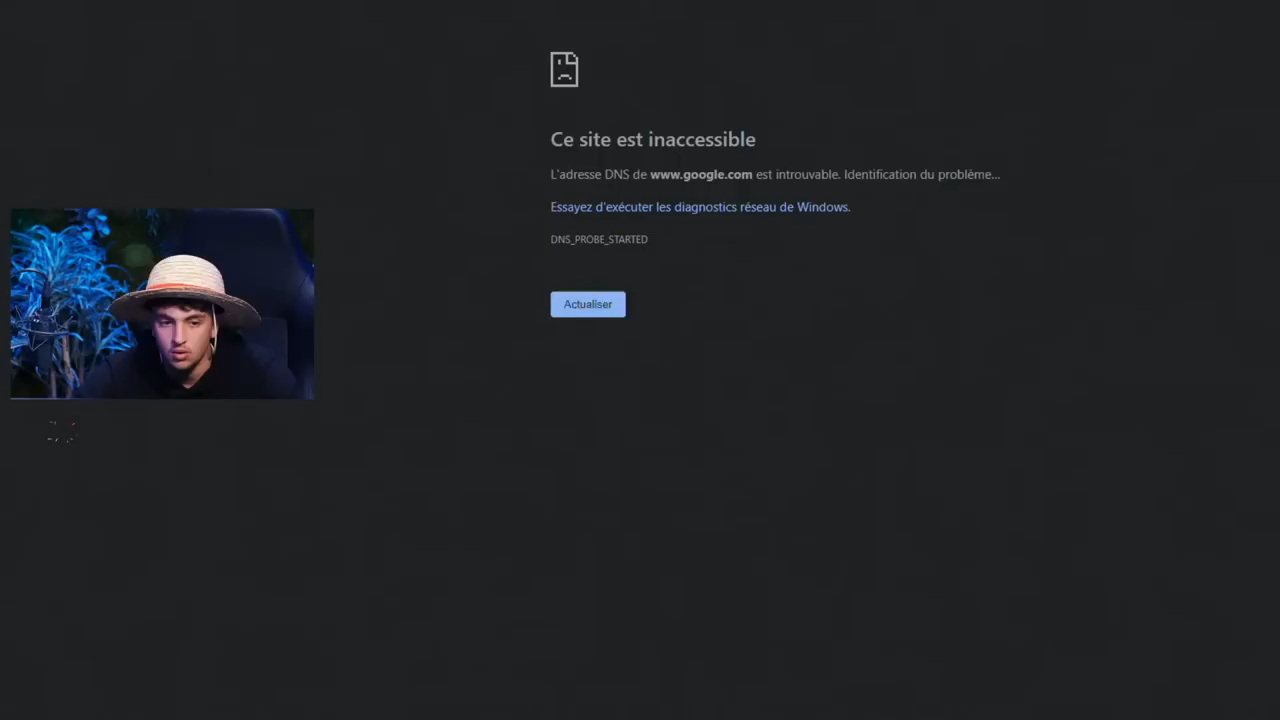 Ce site est inaccessible
L'adresse DNS de www.google.com est introuvable. Identification du problème...
Essayez d'exécuter les diagnostics réseau de Windows.
DNS_PROBE_STARTED
Actualiser